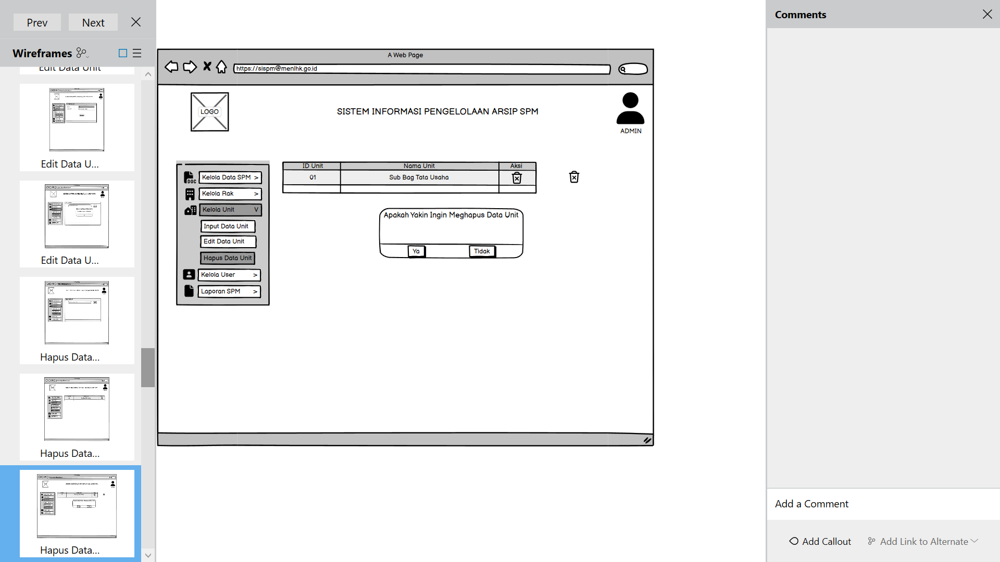 Prev
Next
Wireframes
Edit Data Unit
Edit Data U...
Edit Data U...
Hapus Data...
Hapus Data...
Hapus Data...
A Web Page
https://sispm@menlhk.go.id
LOGO
SISTEM INFORMASI PENGELOLAAN ARSIP SPM
ADMIN
DOC
Kelola Data SPM >
Kelola Rak >
Kelola Unit V
Input Data Unit
Edit Data Unit
Hapus Data Unit
Kelola User >
Laporan SPM >
ID Unit Nama Unit Aksi
01 Sub Bag Tata Usaha
Apakah Yakin Ingin Meghapus Data Unit
Ya Tidak
Comments
Add a Comment
Add Callout
Add Link to Alternate